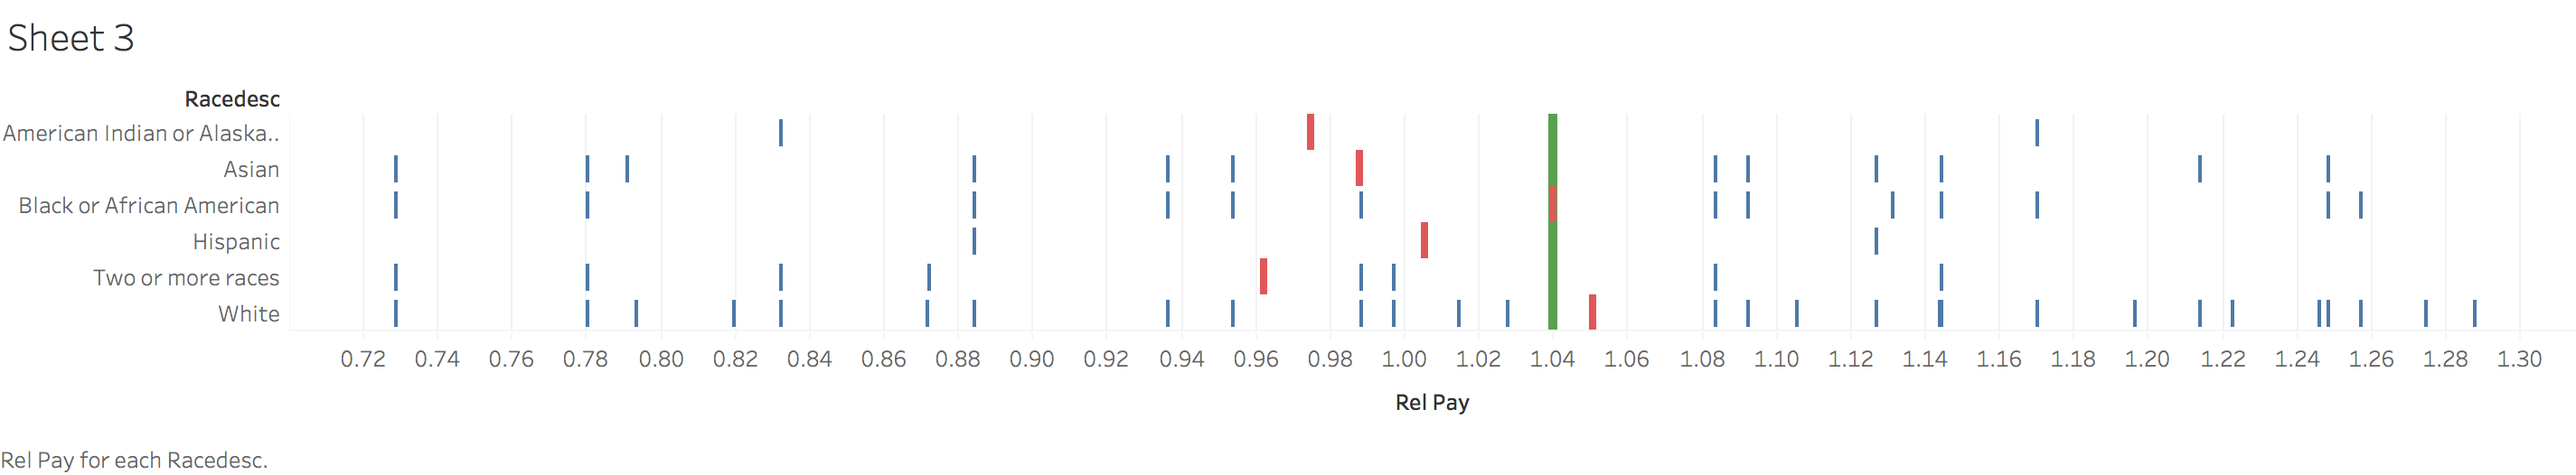 Sheet 3
Racedesc
American Indian or Alaska..
Asian
Black or African American
Hispanic
Two or more races
White
0.72 0.74 0.76 0.78 0.80 0.82 0.84 0.86 0.88 0.90 0.92 0.94 0.96 0.98 1.00 1.02 1.04 1.06 1.08 1.10 1.12 1.14 1.16 1.18 1.20 1.22 1.24 1.26 1.28 1.30
Rel Pay
Rel Pay for each Racedesc.